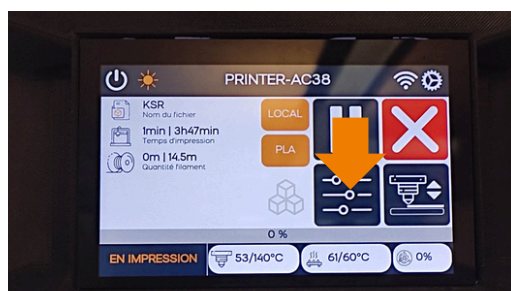 PRINTER-AC38
KSR
Nom du fichier
1min | 3h47min
Temps d'impression
0m | 14.5m
Quantité filament
LOCAL
PLA
0 %
EN IMPRESSION
53/140°C
61/60°C
0%